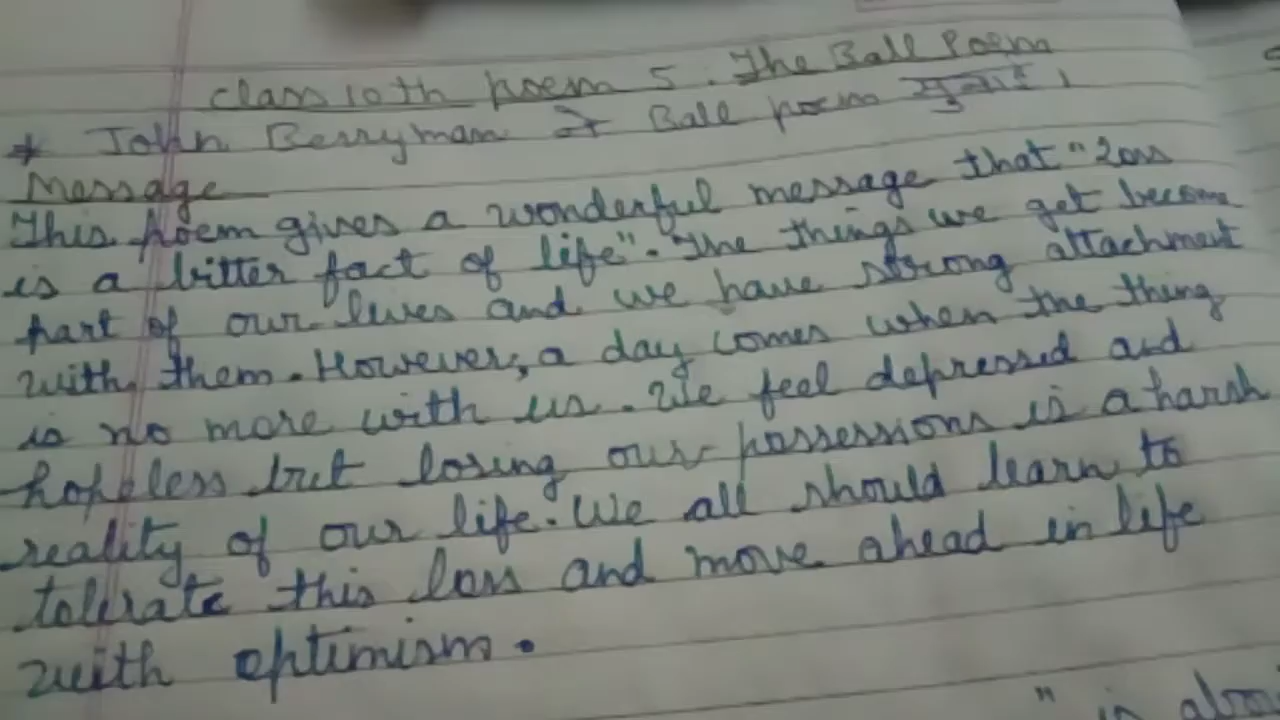 class 10th poem 5. The Ball Poem
* John Berryman ने Ball poem सुनाई ।
Message
This poem gives a wonderful message that "Loss
is a bitter fact of life". The things we get become
part of our lives and we have strong attachment
with them. However, a day comes when the thing
is no more with us. We feel depressed and
hopeless but losing our possessions is a harsh
reality of our life. We all should learn to
tolerate this loss and move ahead in life
with optimism.
" in